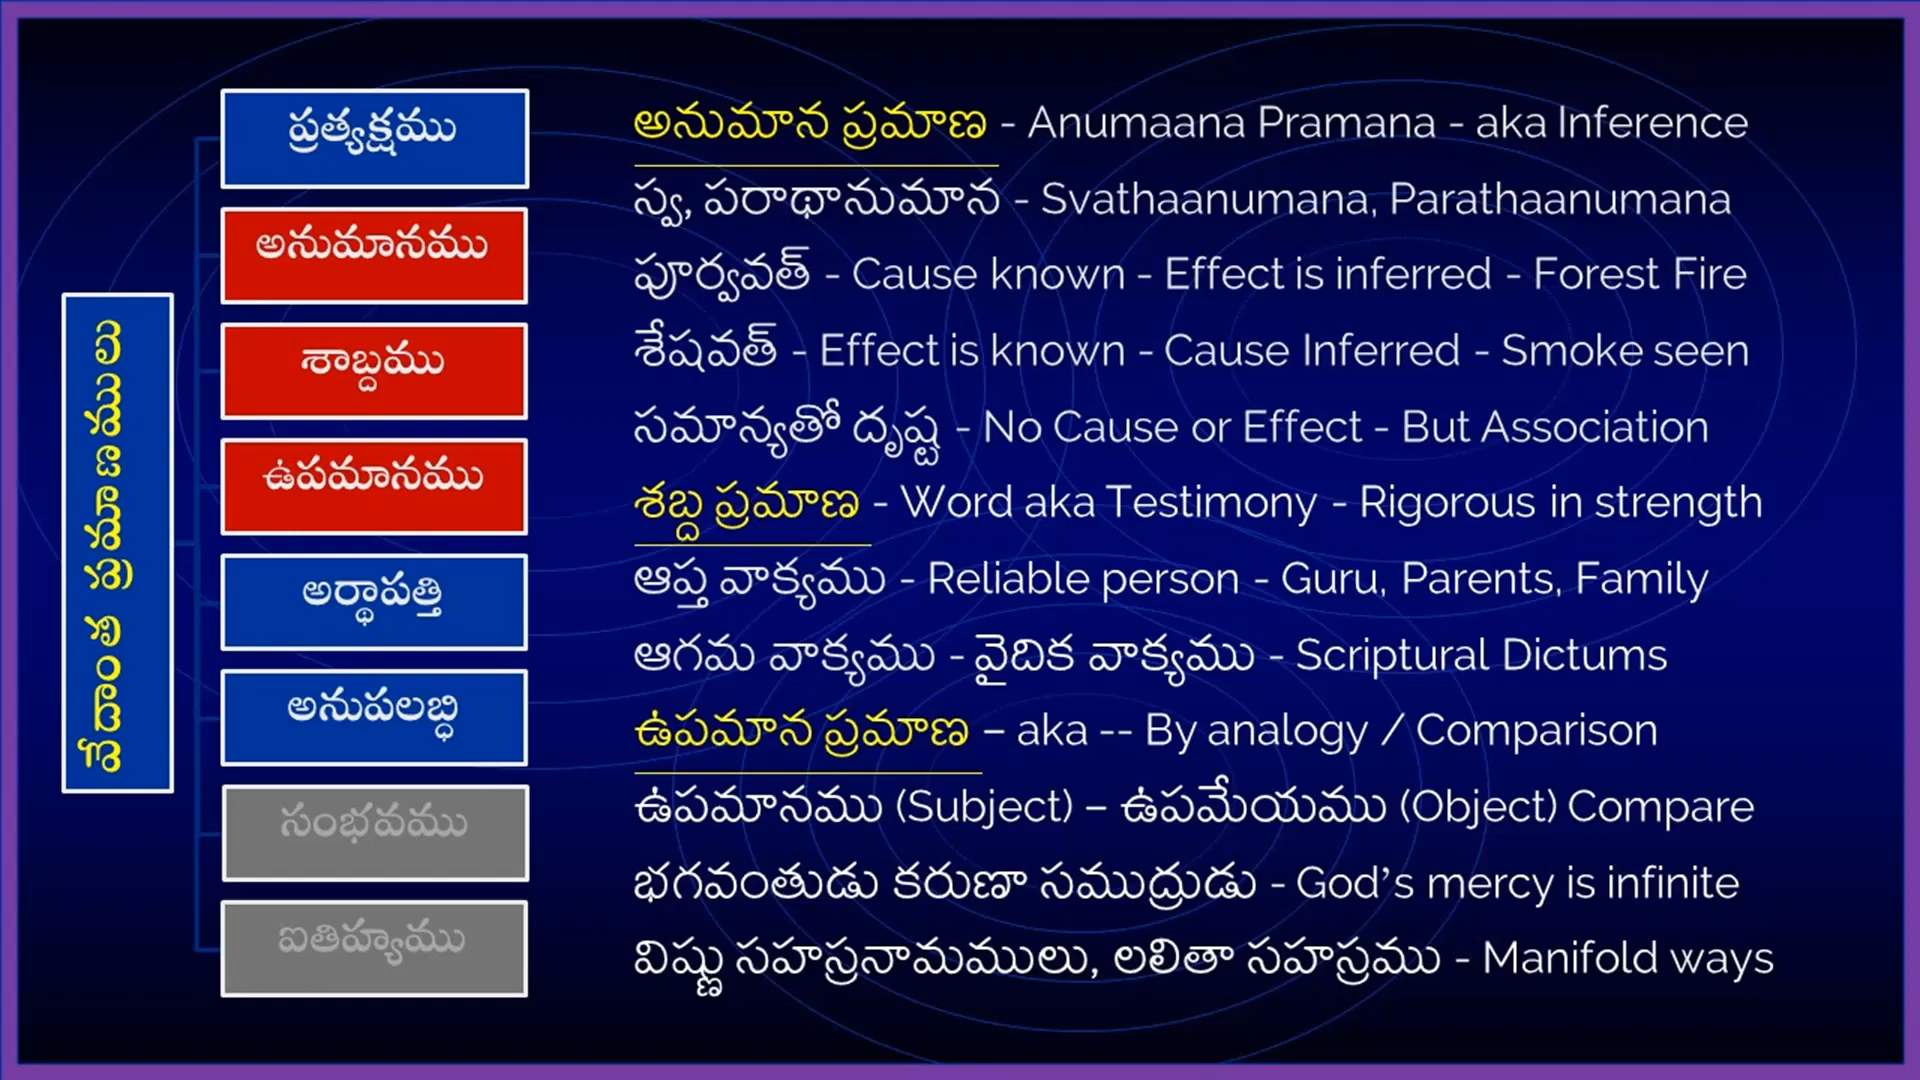 వేదాంత ప్రమాణములు
ప్రత్యక్షము
అనుమానము
శాబ్దము
ఉపమానము
అర్థాపత్తి
అనుపలబ్ధి
సంభవము
ఐతిహ్యము
అనుమాన ప్రమాణ - Anumaana Pramana - aka Inference
స్వ, పరాథానుమాన - Svathaanumana, Parathaanumana
పూర్వవత్ - Cause known - Effect is inferred - Forest Fire
శేషవత్ - Effect is known - Cause Inferred - Smoke seen
సమాన్యతో దృష్ట - No Cause or Effect - But Association
శబ్ద ప్రమాణ - Word aka Testimony - Rigorous in strength
ఆప్త వాక్యము - Reliable person - Guru, Parents, Family
ఆగమ వాక్యము - వైదిక వాక్యము - Scriptural Dictums
ఉపమాన ప్రమాణ – aka -- By analogy / Comparison
ఉపమానము (Subject) – ఉపమేయము (Object) Compare
భగవంతుడు కరుణా సముద్రుడు - God’s mercy is infinite
విష్ణు సహస్రనామములు, లలితా సహస్రము - Manifold ways